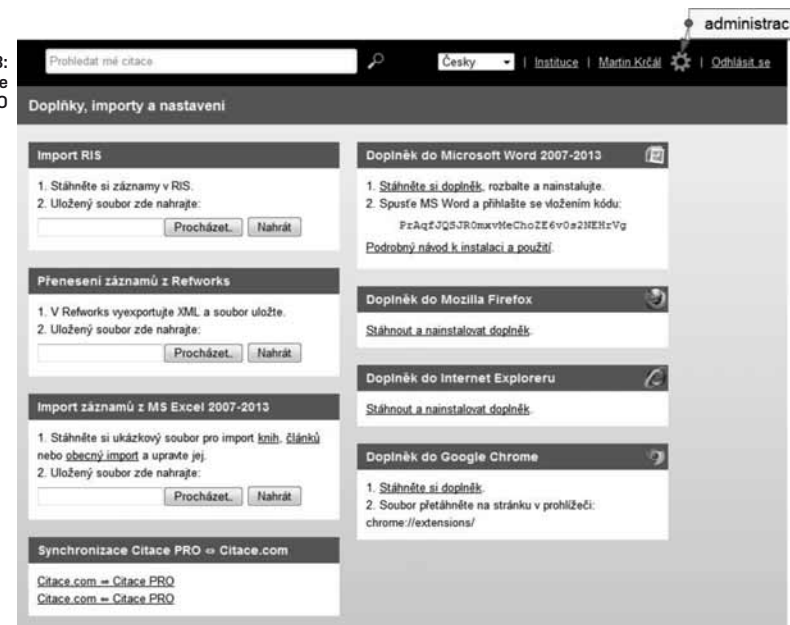 administrac
3:
e
O
Prohledat mé citace
Česky | Instituce | Martin Krčál | Odhlásit se
Doplňky, importy a nastavení
Import RIS
1. Stáhněte si záznamy v RIS.
2. Uložený soubor zde nahrajte:
Procházet.. Nahrát
Přenesení záznamů z Refworks
1. V Refworks vyexportujte XML a soubor uložte.
2. Uložený soubor zde nahrajte:
Procházet.. Nahrát
Import záznamů z MS Excel 2007-2013
1. Stáhněte si ukázkový soubor pro import knih, článků
nebo obecný import a upravte jej.
2. Uložený soubor zde nahrajte:
Procházet.. Nahrát
Synchronizace Citace PRO ⇔ Citace.com
Citace.com ⇒ Citace PRO
Citace.com ⇐ Citace PRO
Doplněk do Microsoft Word 2007-2013
1. Stáhněte si doplněk, rozbalte a nainstalujte.
2. Spusťe MS Word a přihlašte se vložením kódu:
Podrobný návod k instalaci a použití.
Doplněk do Mozilla Firefox
Stáhnout a nainstalovat doplněk.
Doplněk do Internet Exploreru
Stáhnout a nainstalovat doplněk.
Doplněk do Google Chrome
1. Stáhněte si doplněk.
2. Soubor přetáhněte na stránku v prohlížeči:
chrome://extensions/